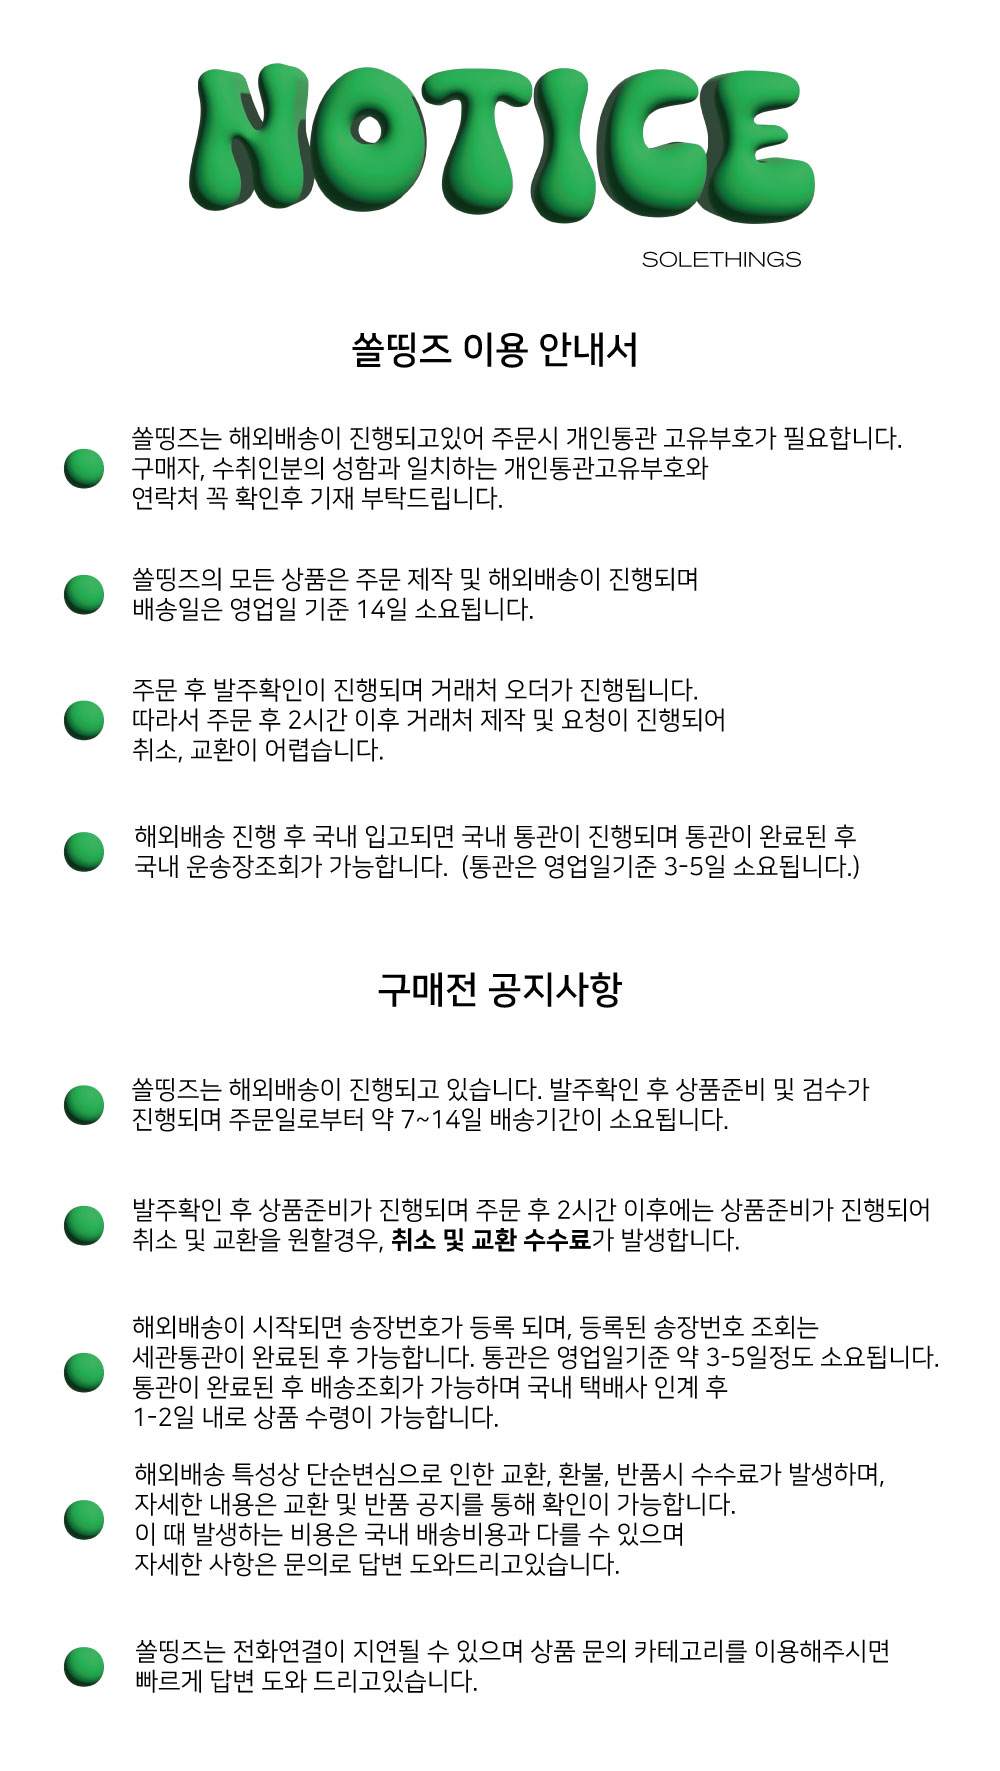 NOTICE
SOLETHINGS
쏠띵즈 이용 안내서
쏠띵즈는 해외배송이 진행되고있어 주문시 개인통관 고유부호가 필요합니다.
구매자, 수취인분의 성함과 일치하는 개인통관고유부호와
연락처 꼭 확인후 기재 부탁드립니다.
쏠띵즈의 모든 상품은 주문 제작 및 해외배송이 진행되며
배송일은 영업일 기준 14일 소요됩니다.
주문 후 발주확인이 진행되며 거래처 오더가 진행됩니다.
따라서 주문 후 2시간 이후 거래처 제작 및 요청이 진행되어
취소, 교환이 어렵습니다.
해외배송 진행 후 국내 입고되면 국내 통관이 진행되며 통관이 완료된 후
국내 운송장조회가 가능합니다. (통관은 영업일기준 3-5일 소요됩니다.)
구매전 공지사항
쏠띵즈는 해외배송이 진행되고 있습니다. 발주확인 후 상품준비 및 검수가
진행되며 주문일로부터 약 7~14일 배송기간이 소요됩니다.
발주확인 후 상품준비가 진행되며 주문 후 2시간 이후에는 상품준비가 진행되어
취소 및 교환을 원할경우, 취소 및 교환 수수료가 발생합니다.
해외배송이 시작되면 송장번호가 등록 되며, 등록된 송장번호 조회는
세관통관이 완료된 후 가능합니다. 통관은 영업일기준 약 3-5일정도 소요됩니다.
통관이 완료된 후 배송조회가 가능하며 국내 택배사 인계 후
1-2일 내로 상품 수령이 가능합니다.
해외배송 특성상 단순변심으로 인한 교환, 환불, 반품시 수수료가 발생하며,
자세한 내용은 교환 및 반품 공지를 통해 확인이 가능합니다.
이 때 발생하는 비용은 국내 배송비용과 다를 수 있으며
자세한 사항은 문의로 답변 도와드리고있습니다.
쏠띵즈는 전화연결이 지연될 수 있으며 상품 문의 카테고리를 이용해주시면
빠르게 답변 도와 드리고있습니다.